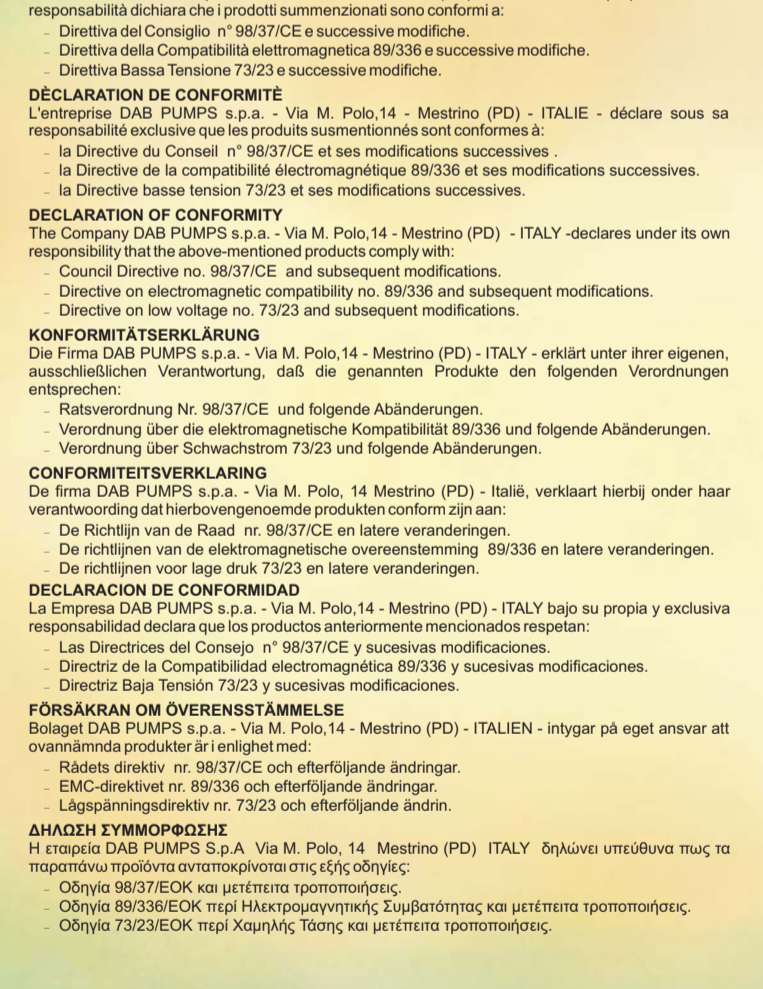 responsabilità dichiara che i prodotti summenzionati sono conformi a:
– Direttiva del Consiglio n° 98/37/CE e successive modifiche.
– Direttiva della Compatibilità elettromagnetica 89/336 e successive modifiche.
– Direttiva Bassa Tensione 73/23 e successive modifiche.
DÈCLARATION DE CONFORMITÈ
L'entreprise DAB PUMPS s.p.a. - Via M. Polo,14 - Mestrino (PD) - ITALIE - déclare sous sa
responsabilité exclusive que les produits susmentionnés sont conformes à:
– la Directive du Conseil n° 98/37/CE et ses modifications successives .
– la Directive de la compatibilité électromagnétique 89/336 et ses modifications successives.
– la Directive basse tension 73/23 et ses modifications successives.
DECLARATION OF CONFORMITY
The Company DAB PUMPS s.p.a. - Via M. Polo,14 - Mestrino (PD) - ITALY -declares under its own
responsibility that the above-mentioned products comply with:
– Council Directive no. 98/37/CE and subsequent modifications.
– Directive on electromagnetic compatibility no. 89/336 and subsequent modifications.
– Directive on low voltage no. 73/23 and subsequent modifications.
KONFORMITÄTSERKLÄRUNG
Die Firma DAB PUMPS s.p.a. - Via M. Polo,14 - Mestrino (PD) - ITALY - erklärt unter ihrer eigenen,
ausschließlichen Verantwortung, daß die genannten Produkte den folgenden Verordnungen
entsprechen:
– Ratsverordnung Nr. 98/37/CE und folgende Abänderungen.
– Verordnung über die elektromagnetische Kompatibilität 89/336 und folgende Abänderungen.
– Verordnung über Schwachstrom 73/23 und folgende Abänderungen.
CONFORMITEITSVERKLARING
De firma DAB PUMPS s.p.a. - Via M. Polo, 14 Mestrino (PD) - Italië, verklaart hierbij onder haar
verantwoording dat hierbovengenoemde produkten conform zijn aan:
– De Richtlijn van de Raad nr. 98/37/CE en latere veranderingen.
– De richtlijnen van de elektromagnetische overeenstemming 89/336 en latere veranderingen.
– De richtlijnen voor lage druk 73/23 en latere veranderingen.
DECLARACION DE CONFORMIDAD
La Empresa DAB PUMPS s.p.a. - Via M. Polo,14 - Mestrino (PD) - ITALY bajo su propia y exclusiva
responsabilidad declara que los productos anteriormente mencionados respetan:
– Las Directrices del Consejo n° 98/37/CE y sucesivas modificaciones.
– Directriz de la Compatibilidad electromagnética 89/336 y sucesivas modificaciones.
– Directriz Baja Tensión 73/23 y sucesivas modificaciones.
FÖRSÄKRAN OM ÖVERENSSTÄMMELSE
Bolaget DAB PUMPS s.p.a. - Via M. Polo,14 - Mestrino (PD) - ITALIEN - intygar på eget ansvar att
ovannämnda produkter är i enlighet med:
– Rådets direktiv nr. 98/37/CE och efterföljande ändringar.
– EMC-direktivet nr. 89/336 och efterföljande ändringar.
– Lågspänningsdirektiv nr. 73/23 och efterföljande ändrin.
ΔΗΛΩΣΗ ΣΥΜΜΟΡΦΩΣΗΣ
Η εταιρεία DAB PUMPS S.p.A Via M. Polo, 14 Mestrino (PD) ITALY δηλώνει υπεύθυνα πως τα
παραπάνω προϊόντα ανταποκρίνοται στις εξής οδηγίες:
– Οδηγία 98/37/ΕΟΚ και μετέπειτα τροποποιήσεις.
– Οδηγία 89/336/ΕΟΚ περί Ηλεκτρομαγνητικής Συμβατότητας και μετέπειτα τροποποιήσεις.
– Οδηγία 73/23/ΕΟΚ περί Χαμηλής Τάσης και μετέπειτα τροποποιήσεις.